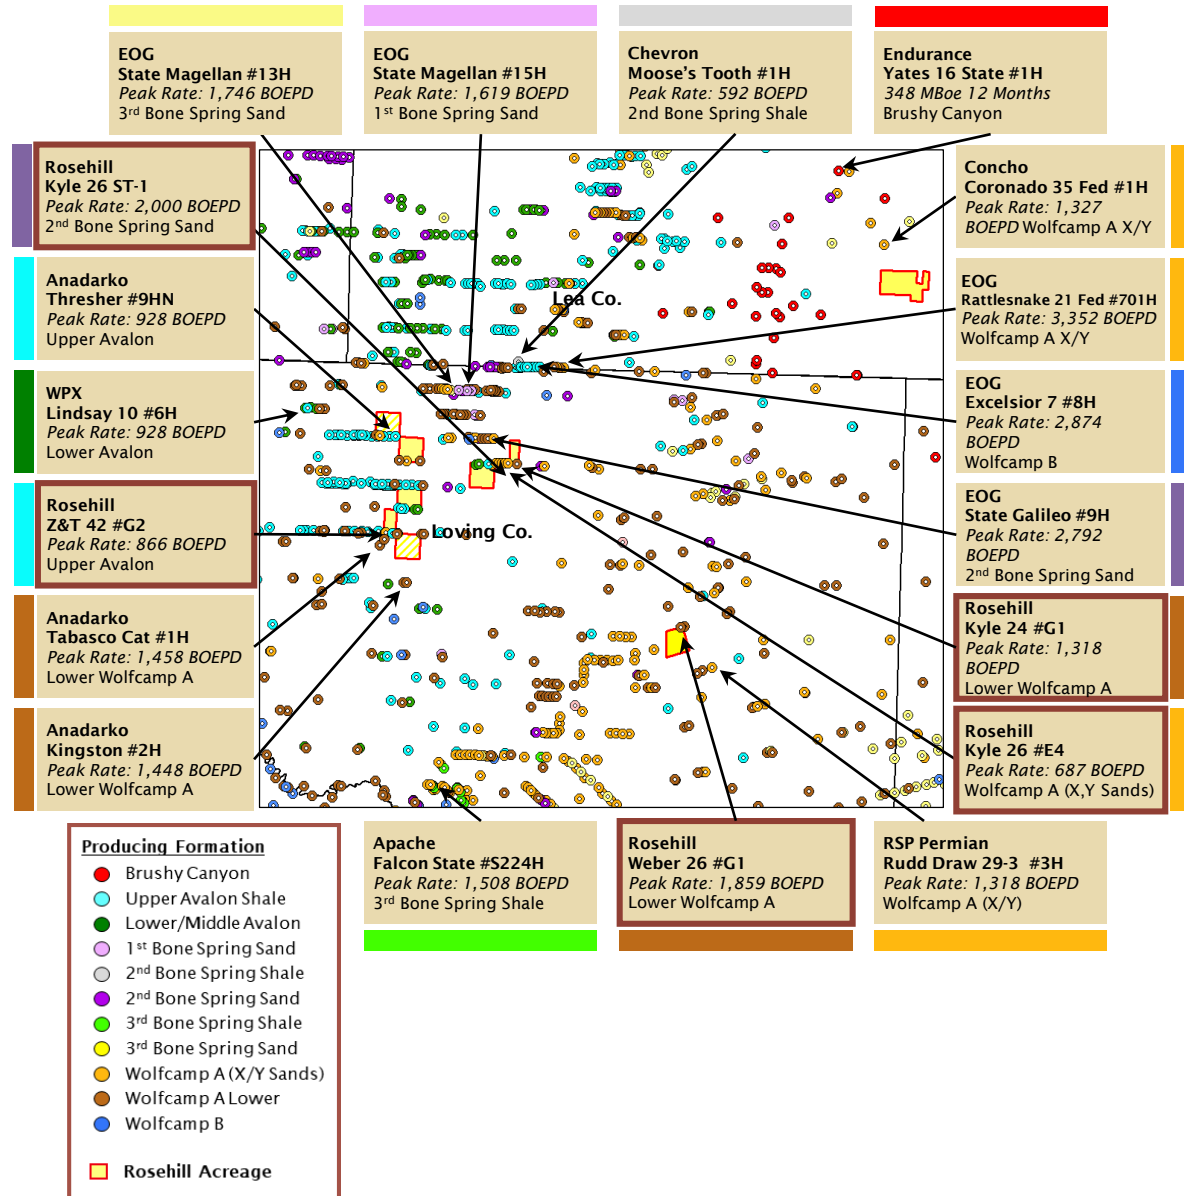 EOG
State Magellan #13H
Peak Rate: 1,746 BOEPD
3rd Bone Spring Sand
EOG
State Magellan #15H
Peak Rate: 1,619 BOEPD
1st Bone Spring Sand
Chevron
Moose's Tooth #1H
Peak Rate: 592 BOEPD
2nd Bone Spring Shale
Endurance
Yates 16 State #1H
348 MBoe 12 Months
Brushy Canyon
Rosehill
Kyle 26 ST-1
Peak Rate: 2,000 BOEPD
2nd Bone Spring Sand
Anadarko
Thresher #9HN
Peak Rate: 928 BOEPD
Upper Avalon
WPX
Lindsay 10 #6H
Peak Rate: 928 BOEPD
Lower Avalon
Rosehill
Z&T 42 #G2
Peak Rate: 866 BOEPD
Upper Avalon
Anadarko
Tabasco Cat #1H
Peak Rate: 1,458 BOEPD
Lower Wolfcamp A
Anadarko
Kingston #2H
Peak Rate: 1,448 BOEPD
Lower Wolfcamp A
Lea Co.
Loving Co.
Concho
Coronado 35 Fed #1H
Peak Rate: 1,327
BOEPD Wolfcamp A X/Y
EOG
Rattlesnake 21 Fed #701H
Peak Rate: 3,352 BOEPD
Wolfcamp A X/Y
EOG
Excelsior 7 #8H
Peak Rate: 2,874
BOEPD
Wolfcamp B
EOG
State Galileo #9H
Peak Rate: 2,792
BOEPD
2nd Bone Spring Sand
Rosehill
Kyle 24 #G1
Peak Rate: 1,318
BOEPD
Lower Wolfcamp A
Rosehill
Kyle 26 #E4
Peak Rate: 687 BOEPD
Wolfcamp A (X,Y Sands)
Apache
Falcon State #S224H
Peak Rate: 1,508 BOEPD
3rd Bone Spring Shale
Rosehill
Weber 26 #G1
Peak Rate: 1,859 BOEPD
Lower Wolfcamp A
RSP Permian
Rudd Draw 29-3 #3H
Peak Rate: 1,318 BOEPD
Wolfcamp A (X/Y)
Producing Formation
Brushy Canyon
Upper Avalon Shale
Lower/Middle Avalon
1st Bone Spring Sand
2nd Bone Spring Shale
2nd Bone Spring Sand
3rd Bone Spring Shale
3rd Bone Spring Sand
Wolfcamp A (X/Y Sands)
Wolfcamp A Lower
Wolfcamp B
Rosehill Acreage